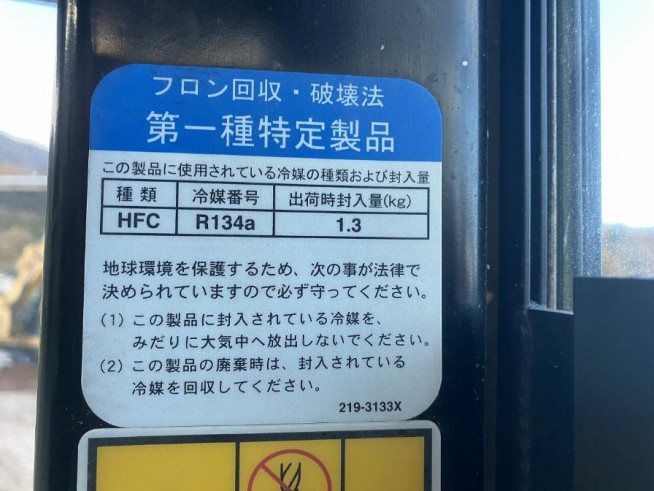 フロン回収・破壊法
第一種特定製品
この製品に使用されている冷媒の種類および封入量
種類 冷媒番号 出荷時封入量(kg)
HFC R134a 1.3
地球環境を保護するため、次の事が法律で
決められていますので必ず守ってください。
(1) この製品に封入されている冷媒を、
みだりに大気中へ放出しないでください。
(2) この製品の廃棄時は、封入されている
冷媒を回収してください。
219-3133X